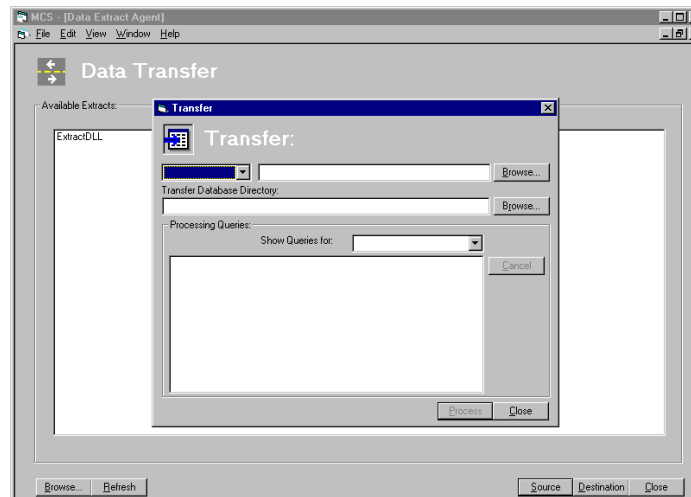 MCS - [Data Extract Agent]
File Edit View Window Help
Data Transfer
Available Extracts:
ExtractDLL
Transfer
Transfer:
Browse...
Transfer Database Directory:
Browse...
Processing Queries:
Show Queries for:
Cancel
Process Close
Browse... Refresh Source Destination Close